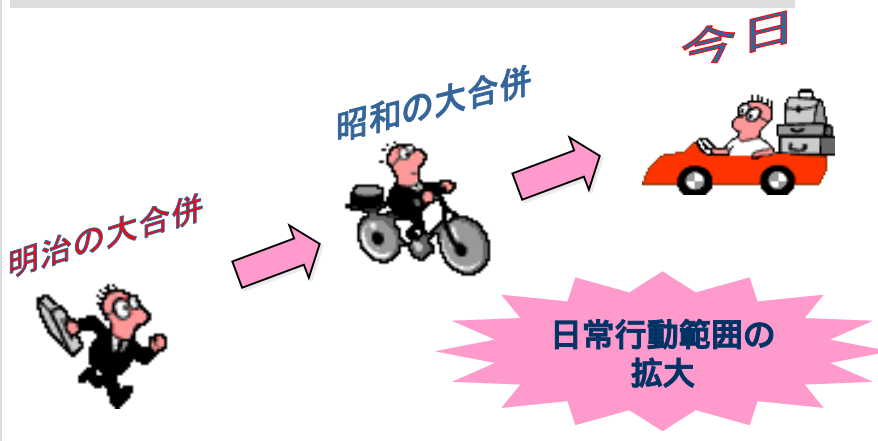 明治の大合併
昭和の大合併
今日
日常行動範囲の
拡大